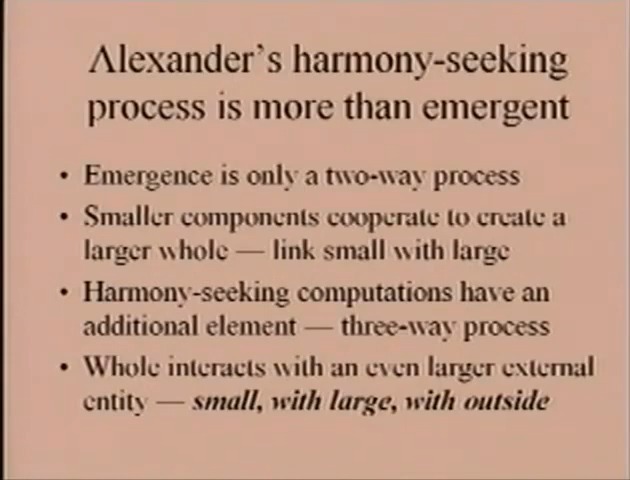 Alexander's harmony-seeking
process is more than emergent
• Emergence is only a two-way process
• Smaller components cooperate to create a
larger whole — link small with large
• Harmony-seeking computations have an
additional element — three-way process
• Whole interacts with an even larger external
entity — small, with large, with outside